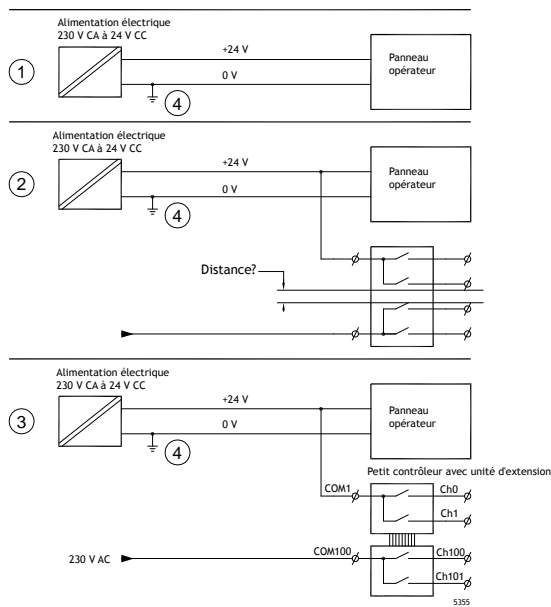 Alimentation électrique
230 V CA à 24 V CC
+24 V
0 V
Panneau
opérateur
1
4
Alimentation électrique
230 V CA à 24 V CC
+24 V
0 V
Panneau
opérateur
2
4
Distance?
Alimentation électrique
230 V CA à 24 V CC
+24 V
0 V
Panneau
opérateur
3
4
Petit contrôleur avec unité d'extension
COM1
Ch0
Ch1
230 V AC
COM100
Ch100
Ch101
5355